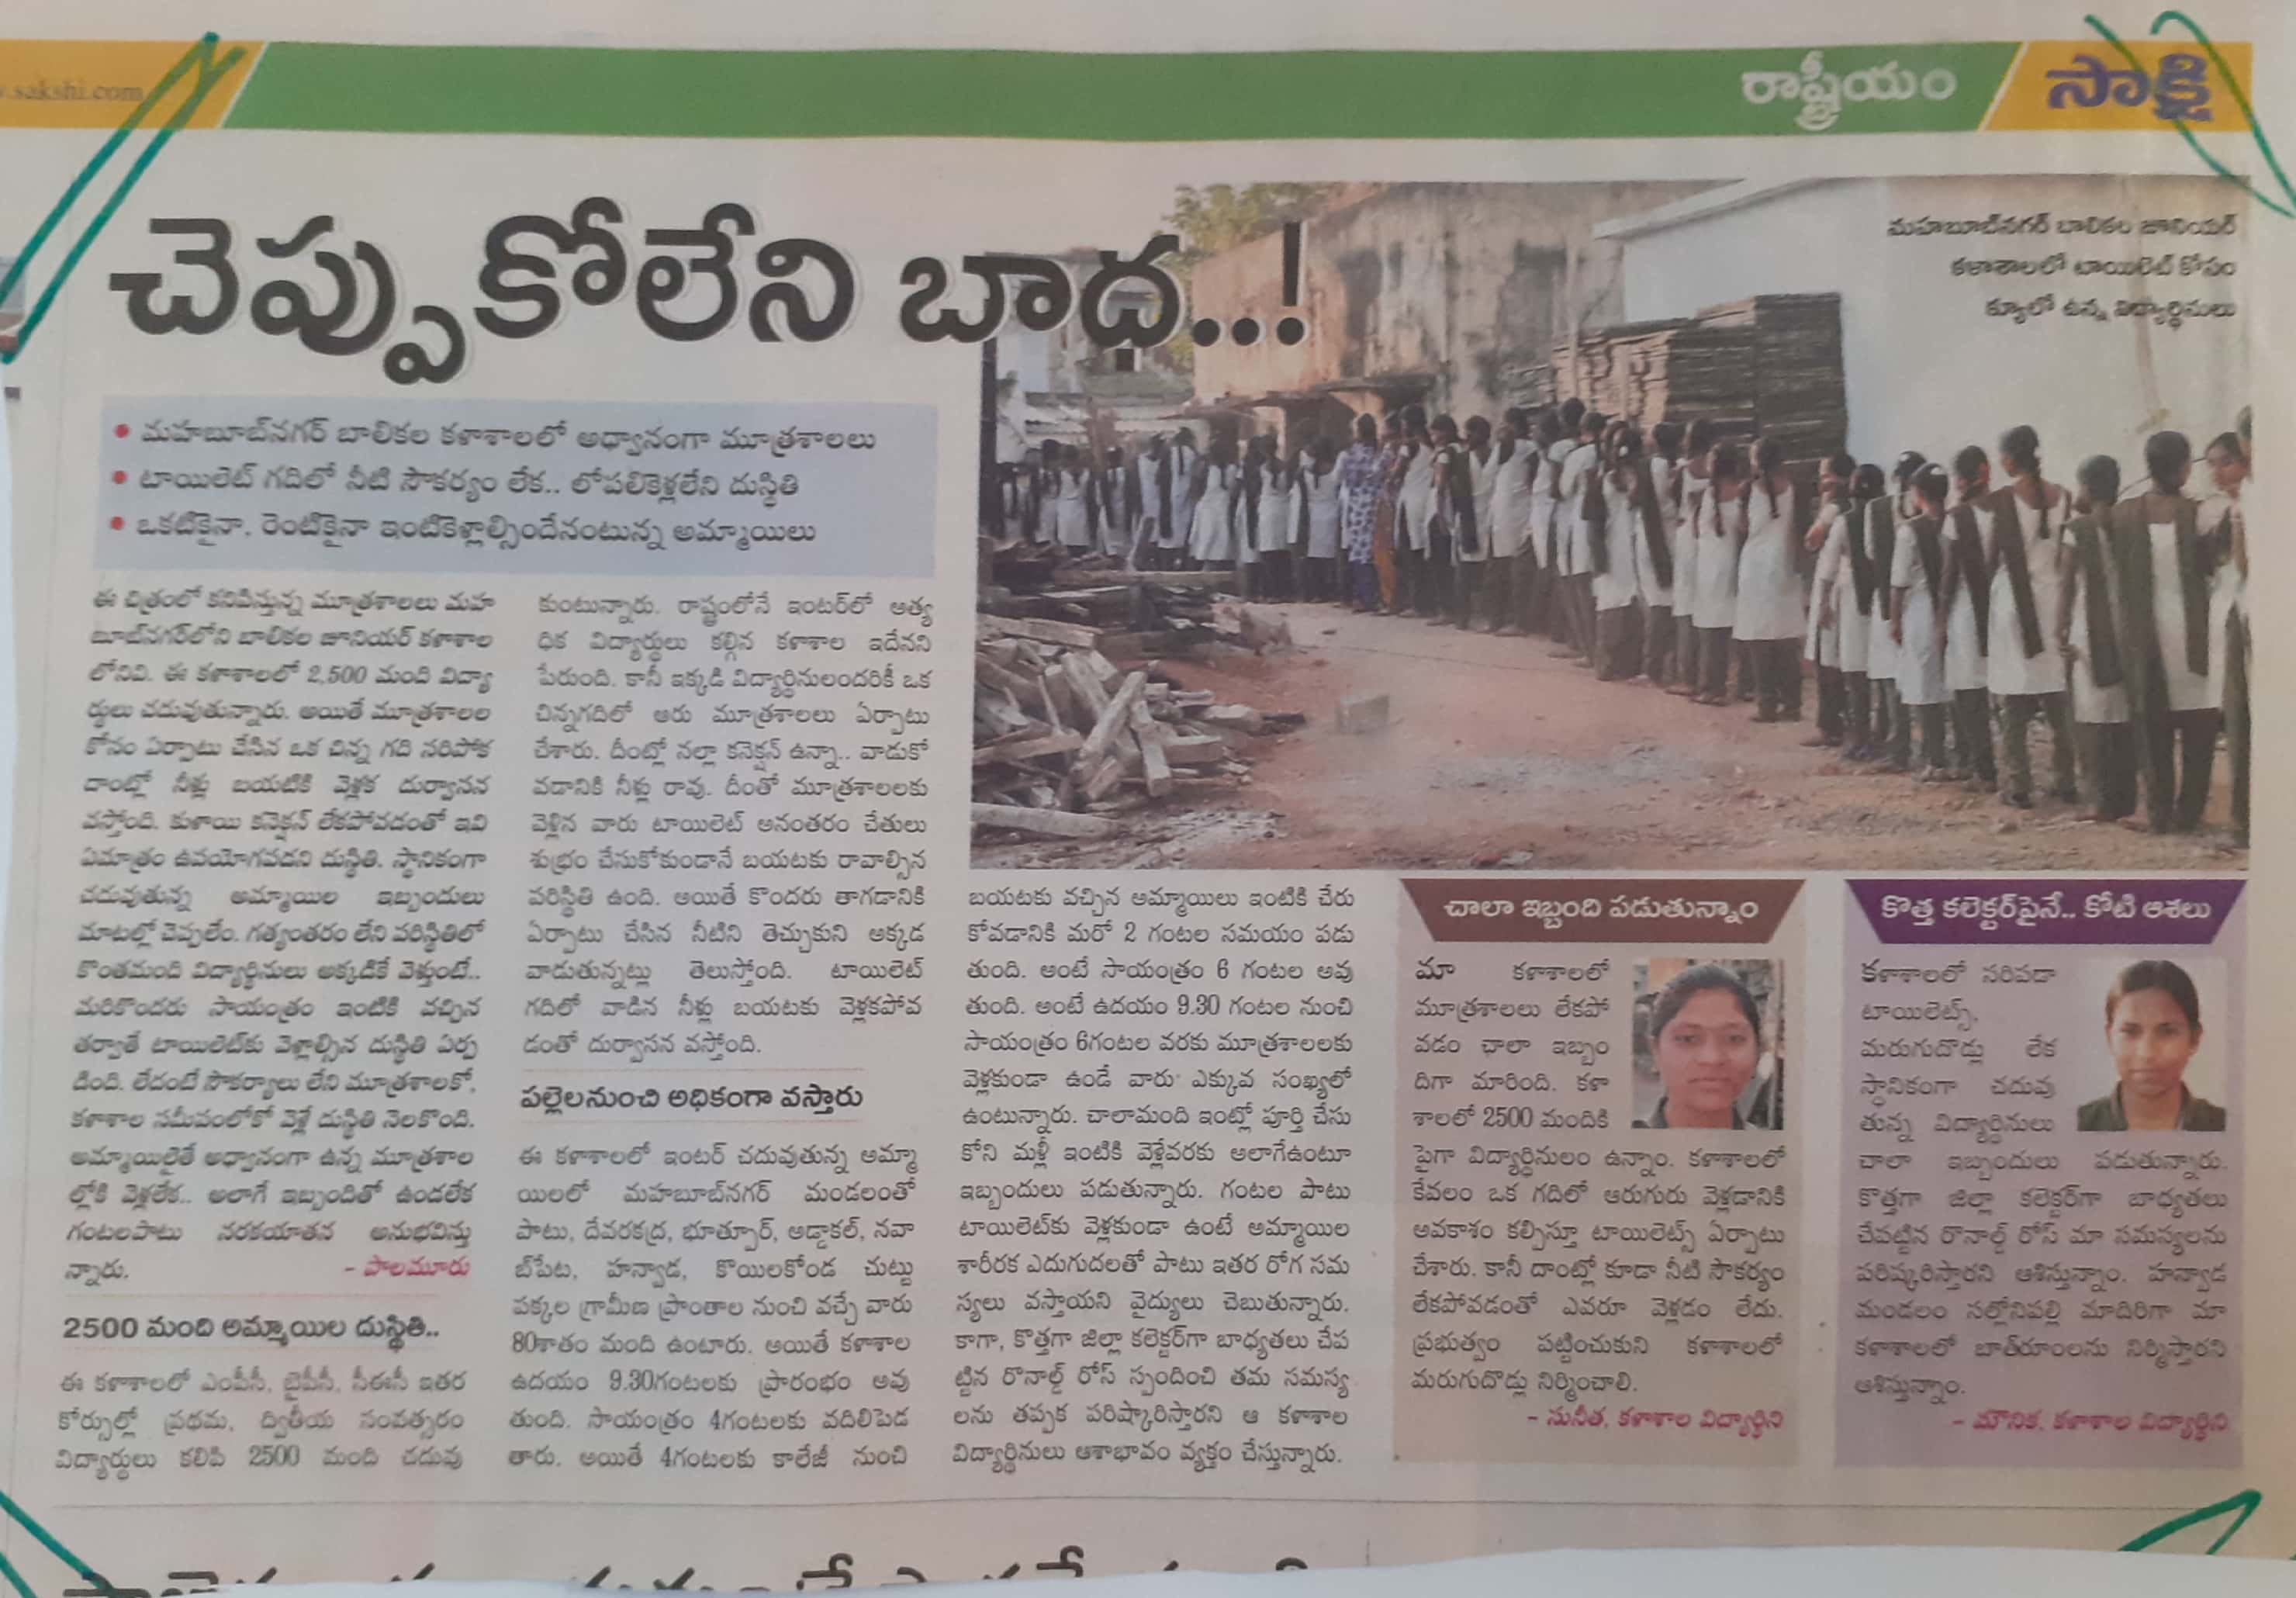 www.sakshi.com
రాష్ట్రీయం
సాక్షి
చెప్పుకోలేని బాధ...!
మహబూబ్‌నగర్ బాలికల జూనియర్
కళాశాలలో టాయిలెట్ కోసం
క్యూలో ఉన్న విద్యార్థినులు
• మహబూబ్‌నగర్ బాలికల కళాశాలలో అధ్వానంగా మూత్రశాలలు
• టాయిలెట్ గదిలో నీటి సౌకర్యం లేక.. లోపలికెళ్లలేని దుస్థితి
• ఒకటికైనా, రెంటికైనా ఇంటికెళ్లాల్సిందేనంటున్న అమ్మాయిలు
ఈ చిత్రంలో కనిపిస్తున్న మూత్రశాలలు మహ
బూబ్‌నగర్‌లోని బాలికల జూనియర్ కళాశాల
లోనివి. ఈ కళాశాలలో 2,500 మంది విద్యా
ర్థులు చదువుతున్నారు. అయితే మూత్రశాలల
కోసం ఏర్పాటు చేసిన ఒక చిన్న గది సరిపోక
దాంట్లో నీళ్లు బయటికి వెళ్లక దుర్వాసన
వస్తోంది. కుళాయి కనెక్షన్ లేకపోవడంతో ఇవి
ఏమాత్రం ఉపయోగపడని దుస్థితి. స్థానికంగా
చదువుతున్న అమ్మాయిల ఇబ్బందులు
మాటల్లో చెప్పలేం. గత్యంతరం లేని పరిస్థితిలో
కొంతమంది విద్యార్థినులు అక్కడికే వెళ్తుంటే..
మరికొందరు సాయంత్రం ఇంటికి వచ్చిన
తర్వాతే టాయిలెట్‌కు వెళ్లాల్సిన దుస్థితి ఏర్ప
డింది. లేదంటే సౌకర్యాలు లేని మూత్రశాలకో,
కళాశాల సమీపంలోకో వెళ్లే దుస్థితి నెలకొంది.
అమ్మాయిలైతే అధ్వానంగా ఉన్న మూత్రశాల
ల్లోకి వెళ్లలేక.. అలాగే ఇబ్బందితో ఉండలేక
గంటలపాటు నరకయాతన అనుభవిస్తు
న్నారు. - పాలమూరు
2500 మంది అమ్మాయిల దుస్థితి..
ఈ కళాశాలలో ఎంపీసీ, బైపీసీ, సీఈసీ ఇతర
కోర్సుల్లో ప్రథమ, ద్వితీయ సంవత్సరం
విద్యార్థులు కలిపి 2500 మంది చదువు
కుంటున్నారు. రాష్ట్రంలోనే ఇంటర్‌లో అత్య
ధిక విద్యార్థులు కల్గిన కళాశాల ఇదేనని
పేరుంది. కానీ ఇక్కడి విద్యార్థినులందరికీ ఒక
చిన్నగదిలో ఆరు మూత్రశాలలు ఏర్పాటు
చేశారు. దీంట్లో నల్లా కనెక్షన్ ఉన్నా.. వాడుకో
వడానికి నీళ్లు రావు. దీంతో మూత్రశాలలకు
వెళ్లిన వారు టాయిలెట్ అనంతరం చేతులు
శుభ్రం చేసుకోకుండానే బయటకు రావాల్సిన
పరిస్థితి ఉంది. అయితే కొందరు తాగడానికి
ఏర్పాటు చేసిన నీటిని తెచ్చుకుని అక్కడ
వాడుతున్నట్లు తెలుస్తోంది. టాయిలెట్
గదిలో వాడిన నీళ్లు బయటకు వెళ్లకపోవ
డంతో దుర్వాసన వస్తోంది.
పల్లెలనుంచి అధికంగా వస్తారు
ఈ కళాశాలలో ఇంటర్ చదువుతున్న అమ్మా
యిలలో మహబూబ్‌నగర్ మండలంతో
పాటు, దేవరకద్ర, భూత్పూర్, అడ్డాకల్, నవా
బ్‌పేట, హన్వాడ, కొయిలకొండ చుట్టు
పక్కల గ్రామీణ ప్రాంతాల నుంచి వచ్చే వారు
80శాతం మంది ఉంటారు. అయితే కళాశాల
ఉదయం 9.30గంటలకు ప్రారంభం అవు
తుంది. సాయంత్రం 4గంటలకు వదిలిపెడ
తారు. అయితే 4గంటలకు కాలేజీ నుంచి
బయటకు వచ్చిన అమ్మాయిలు ఇంటికి చేరు
కోవడానికి మరో 2 గంటల సమయం పడు
తుంది. అంటే సాయంత్రం 6 గంటల అవు
తుంది. అంటే ఉదయం 9.30 గంటల నుంచి
సాయంత్రం 6గంటల వరకు మూత్రశాలలకు
వెళ్లకుండా ఉండే వారు ఎక్కువ సంఖ్యలో
ఉంటున్నారు. చాలామంది ఇంట్లో పూర్తి చేసు
కోని మళ్లీ ఇంటికి వెళ్లేవరకు అలాగేఉంటూ
ఇబ్బందులు పడుతున్నారు. గంటల పాటు
టాయిలెట్‌కు వెళ్లకుండా ఉంటే అమ్మాయిల
శారీరక ఎదుగుదలతో పాటు ఇతర రోగ సమ
స్యలు వస్తాయని వైద్యులు చెబుతున్నారు.
కాగా, కొత్తగా జిల్లా కలెక్టర్‌గా బాధ్యతలు చేప
ట్టిన రొనాల్డ్ రోస్ స్పందించి తమ సమస్య
లను తప్పక పరిష్కారిస్తారని ఆ కళాశాల
విద్యార్థినులు ఆశాభావం వ్యక్తం చేస్తున్నారు.
చాలా ఇబ్బంది పడుతున్నాం
మా కళాశాలలో
మూత్రశాలలు లేకపో
వడం చాలా ఇబ్బం
దిగా మారింది. కళా
శాలలో 2500 మందికి
పైగా విద్యార్థినులం ఉన్నాం. కళాశాలలో
కేవలం ఒక గదిలో ఆరుగురు వెళ్లడానికి
అవకాశం కల్పిస్తూ టాయిలెట్స్ ఏర్పాటు
చేశారు. కానీ దాంట్లో కూడా నీటి సౌకర్యం
లేకపోవడంతో ఎవరూ వెళ్లడం లేదు.
ప్రభుత్వం పట్టించుకుని కళాశాలలో
మరుగుదొడ్లు నిర్మించాలి.
- సునీత, కళాశాల విద్యార్థిని
కొత్త కలెక్టర్‌పైనే.. కోటి ఆశలు
కళాశాలలో సరిపడా
టాయిలెట్స్,
మరుగుదొడ్లు లేక
స్థానికంగా చదువు
తున్న విద్యార్థినులు
చాలా ఇబ్బందులు పడుతున్నారు.
కొత్తగా జిల్లా కలెక్టర్‌గా బాధ్యతలు
చేపట్టిన రొనాల్డ్ రోస్ మా సమస్యలను
పరిష్కరిస్తారని ఆశిస్తున్నాం. హన్వాడ
మండలం సల్లోనిపల్లి మాదిరిగా మా
కళాశాలలో బాత్‌రూంలను నిర్మిస్తారని
ఆశిస్తున్నాం.
- మౌనిక, కళాశాల విద్యార్థిని